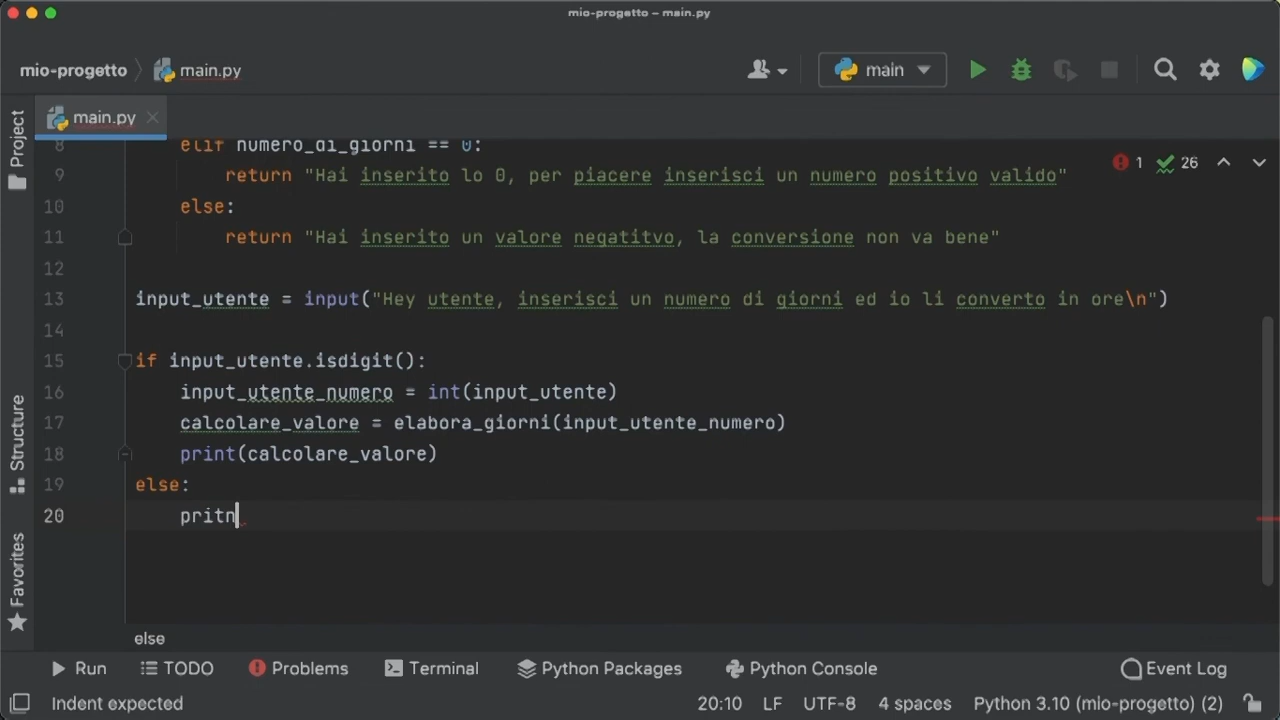 mio-progetto – main.py
mio-progetto
main.py
main
main.py
Project
Structure
Favorites
1
26
8 elif numero_di_giorni == 0:
9 return "Hai inserito lo 0, per piacere inserisci un numero positivo valido"
10 else:
11 return "Hai inserito un valore negatitvo, la conversione non va bene"
12
13 input_utente = input("Hey utente, inserisci un numero di giorni ed io li converto in ore\n")
14
15 if input_utente.isdigit():
16 input_utente_numero = int(input_utente)
17 calcolare_valore = elabora_giorni(input_utente_numero)
18 print(calcolare_valore)
19 else:
20 pritn
else
Run
TODO
Problems
Terminal
Python Packages
Python Console
Event Log
Indent expected
20:10 LF UTF-8 4 spaces Python 3.10 (mio-progetto) (2)